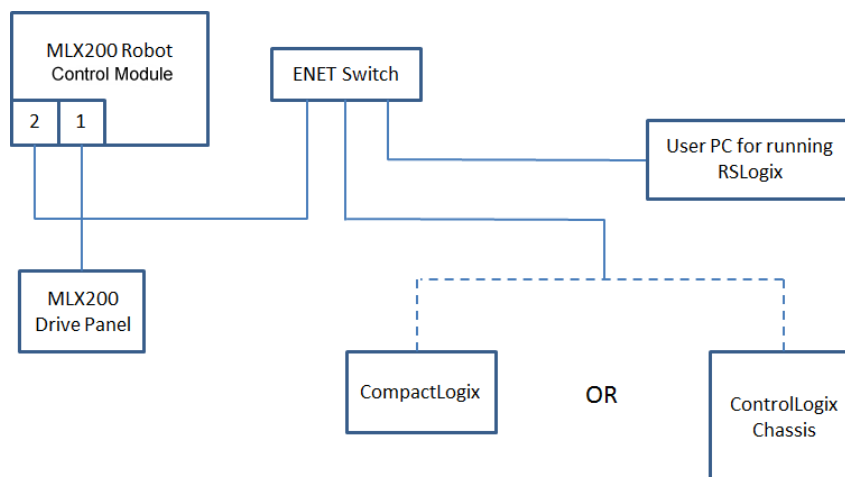 MLX200 Robot
Control Module
2
1
ENET Switch
User PC for running
RSLogix
MLX200
Drive Panel
CompactLogix
OR
ControlLogix
Chassis